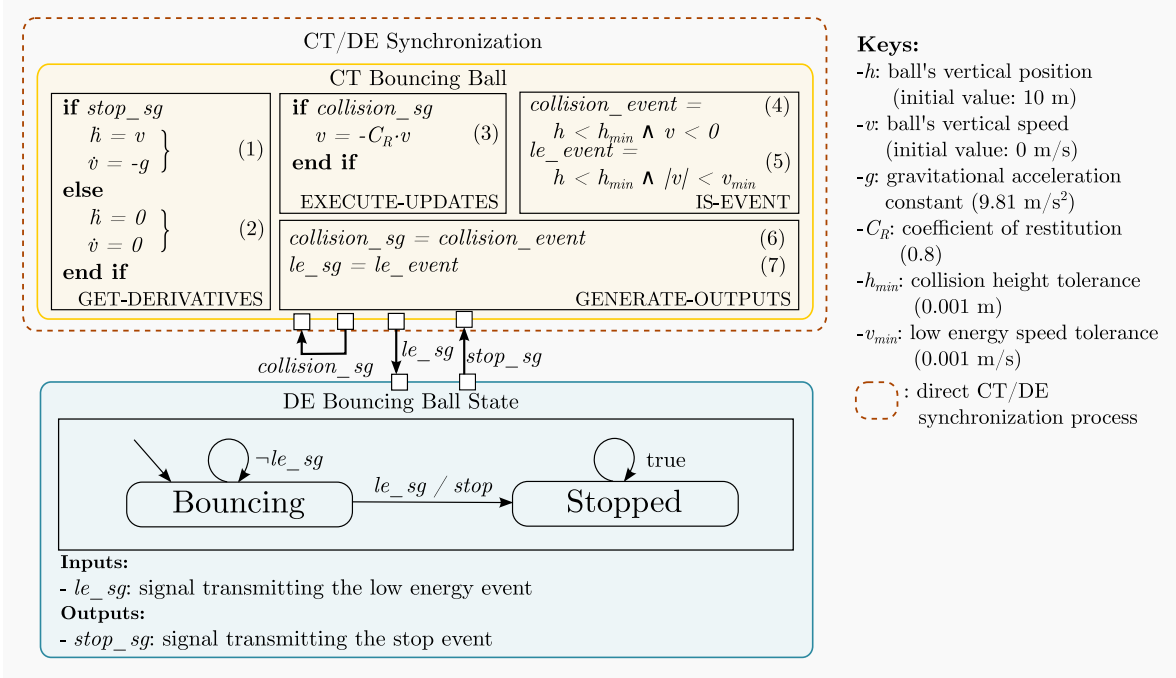 CT/DE Synchronization
CT Bouncing Ball
if stop_sg
ḣ = v
v̇ = -g
(1)
else
ḣ = 0
v̇ = 0
(2)
end if
GET-DERIVATIVES
if collision_sg
v = -C_R·v (3)
end if
EXECUTE-UPDATES
collision_event = (4)
h < h_min ∧ v < 0
le_event = (5)
h < h_min ∧ |v| < v_min
IS-EVENT
collision_sg = collision_event (6)
le_sg = le_event (7)
GENERATE-OUTPUTS
collision_sg
le_sg
stop_sg
DE Bouncing Ball State
¬le_sg
Bouncing
le_sg / stop
true
Stopped
Inputs:
- le_sg: signal transmitting the low energy event
Outputs:
- stop_sg: signal transmitting the stop event
Keys:
-h: ball's vertical position
(initial value: 10 m)
-v: ball's vertical speed
(initial value: 0 m/s)
-g: gravitational acceleration
constant (9.81 m/s²)
-C_R: coefficient of restitution
(0.8)
-h_min: collision height tolerance
(0.001 m)
-v_min: low energy speed tolerance
(0.001 m/s)
: direct CT/DE
synchronization process